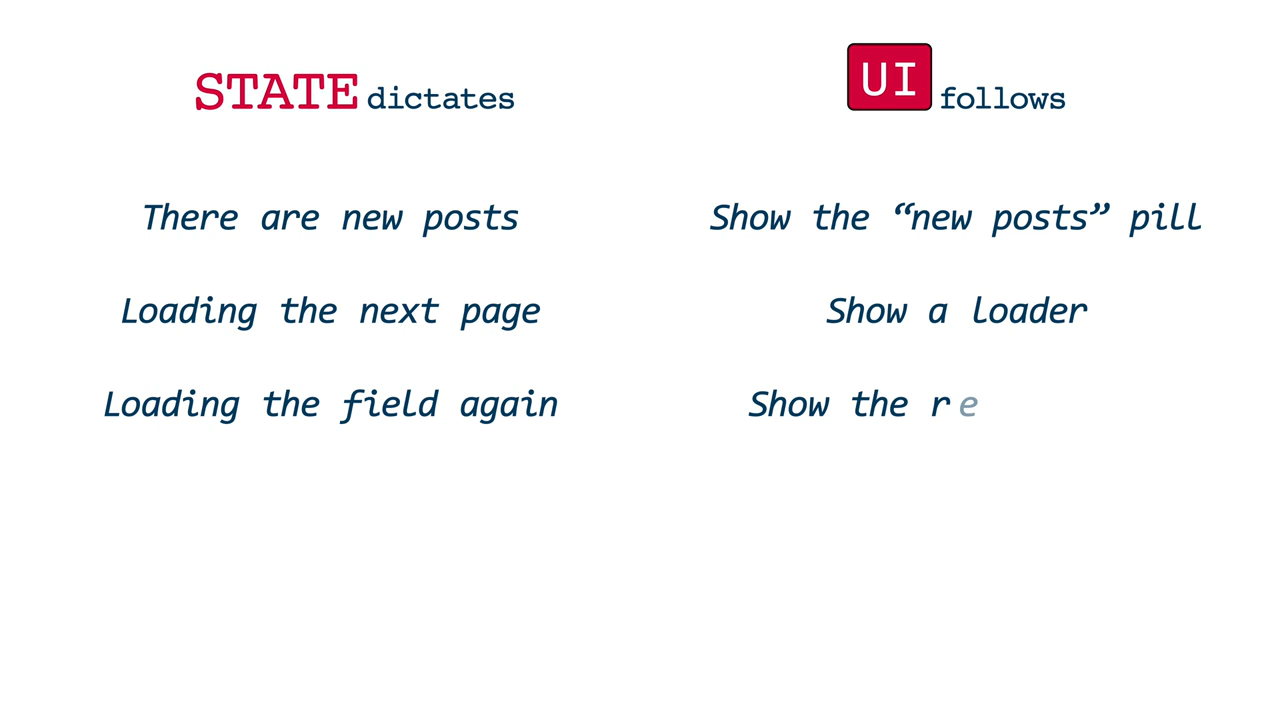 STATE dictates
UI follows
There are new posts
Show the “new posts” pill
Loading the next page
Show a loader
Loading the field again
Show the re